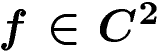 f ∈ C²